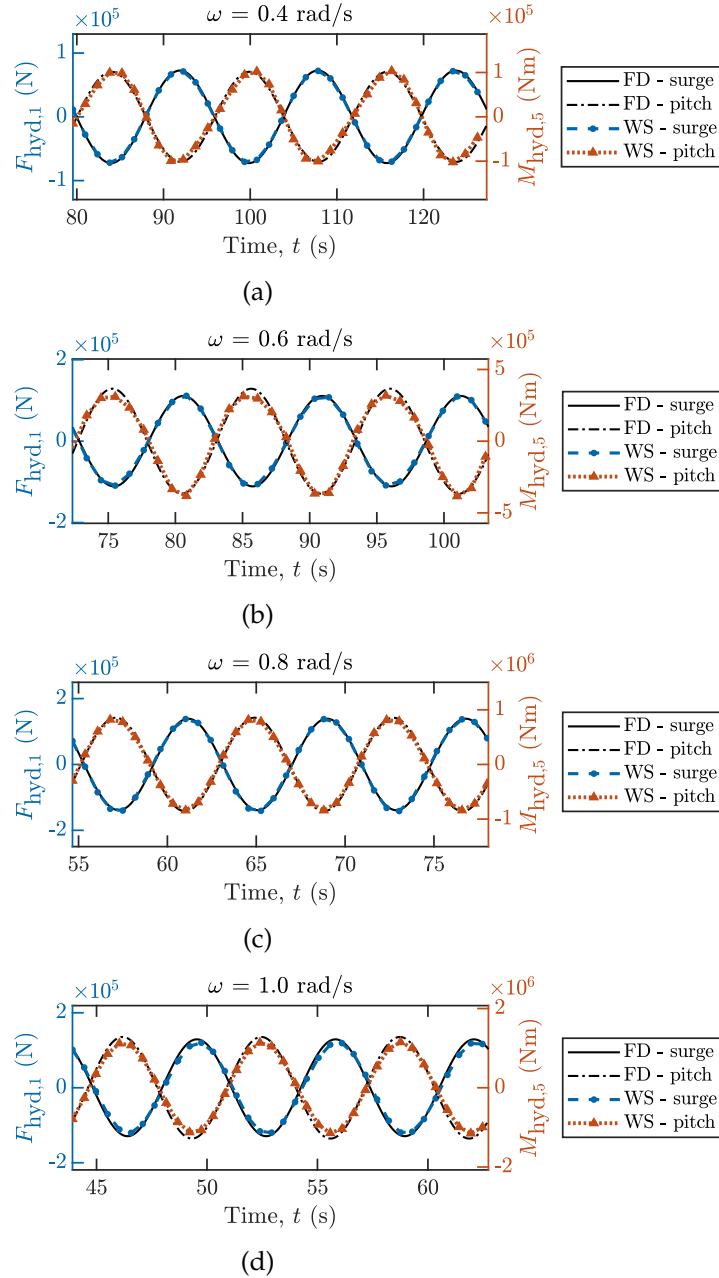 ×10^5 ω = 0.4 rad/s ×10^5
F_hyd,1 (N)
1
0
-1
M_hyd,5 (Nm)
1
0
-1
80 90 100 110 120
Time, t (s)
FD - surge
FD - pitch
WS - surge
WS - pitch
(a)
×10^5 ω = 0.6 rad/s ×10^5
F_hyd,1 (N)
2
0
-2
M_hyd,5 (Nm)
5
0
-5
75 80 85 90 95 100
Time, t (s)
FD - surge
FD - pitch
WS - surge
WS - pitch
(b)
×10^5 ω = 0.8 rad/s ×10^6
F_hyd,1 (N)
2
0
-2
M_hyd,5 (Nm)
1
0
-1
55 60 65 70 75
Time, t (s)
FD - surge
FD - pitch
WS - surge
WS - pitch
(c)
×10^5 ω = 1.0 rad/s ×10^6
F_hyd,1 (N)
2
0
-2
M_hyd,5 (Nm)
2
0
-2
45 50 55 60
Time, t (s)
FD - surge
FD - pitch
WS - surge
WS - pitch
(d)